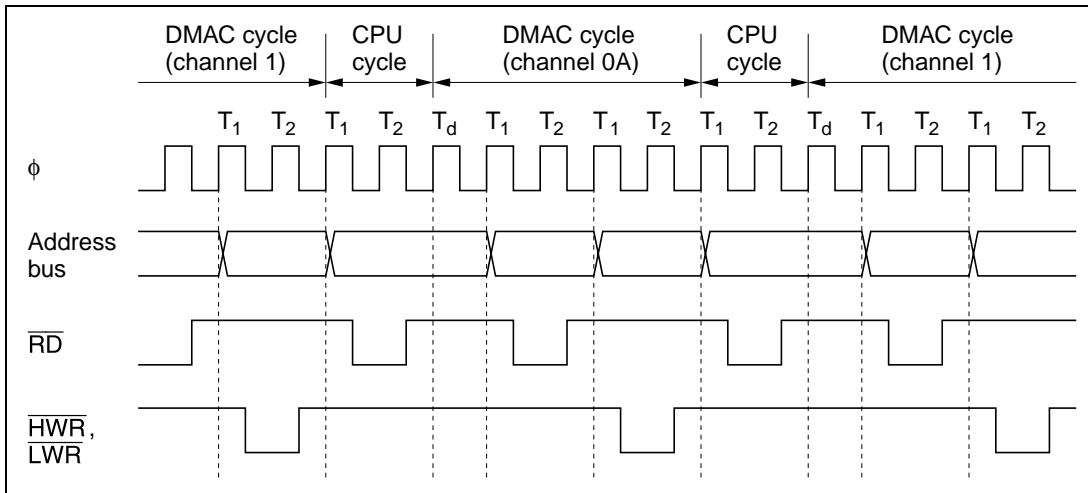 DMAC cycle
(channel 1)
CPU
cycle
DMAC cycle
(channel 0A)
CPU
cycle
DMAC cycle
(channel 1)
T1 T2 T1 T2 Td T1 T2 T1 T2 T1 T2 Td T1 T2 T1 T2
φ
Address
bus
RD
HWR,
LWR